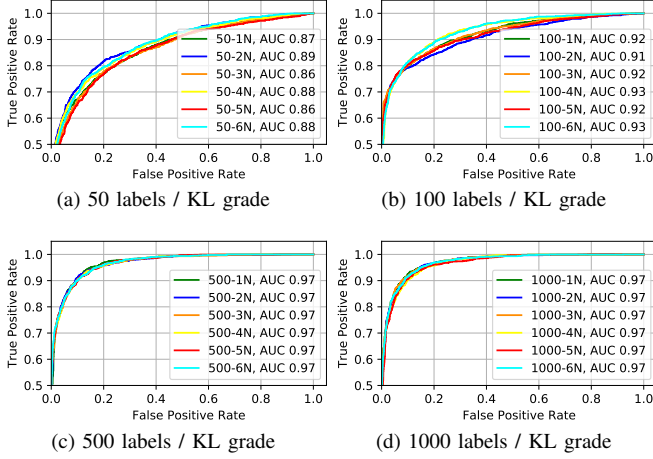 True Positive Rate
1.0
0.9
0.8
0.7
0.6
0.5
50-1N, AUC 0.87
50-2N, AUC 0.89
50-3N, AUC 0.86
50-4N, AUC 0.88
50-5N, AUC 0.86
50-6N, AUC 0.88
0.0 0.2 0.4 0.6 0.8 1.0
False Positive Rate
(a) 50 labels / KL grade
True Positive Rate
1.0
0.9
0.8
0.7
0.6
0.5
100-1N, AUC 0.92
100-2N, AUC 0.91
100-3N, AUC 0.92
100-4N, AUC 0.93
100-5N, AUC 0.92
100-6N, AUC 0.93
0.0 0.2 0.4 0.6 0.8 1.0
False Positive Rate
(b) 100 labels / KL grade
True Positive Rate
1.0
0.9
0.8
0.7
0.6
0.5
500-1N, AUC 0.97
500-2N, AUC 0.97
500-3N, AUC 0.97
500-4N, AUC 0.97
500-5N, AUC 0.97
500-6N, AUC 0.97
0.0 0.2 0.4 0.6 0.8 1.0
False Positive Rate
(c) 500 labels / KL grade
True Positive Rate
1.0
0.9
0.8
0.7
0.6
0.5
1000-1N, AUC 0.97
1000-2N, AUC 0.97
1000-3N, AUC 0.97
1000-4N, AUC 0.97
1000-5N, AUC 0.97
1000-6N, AUC 0.97
0.0 0.2 0.4 0.6 0.8 1.0
False Positive Rate
(d) 1000 labels / KL grade